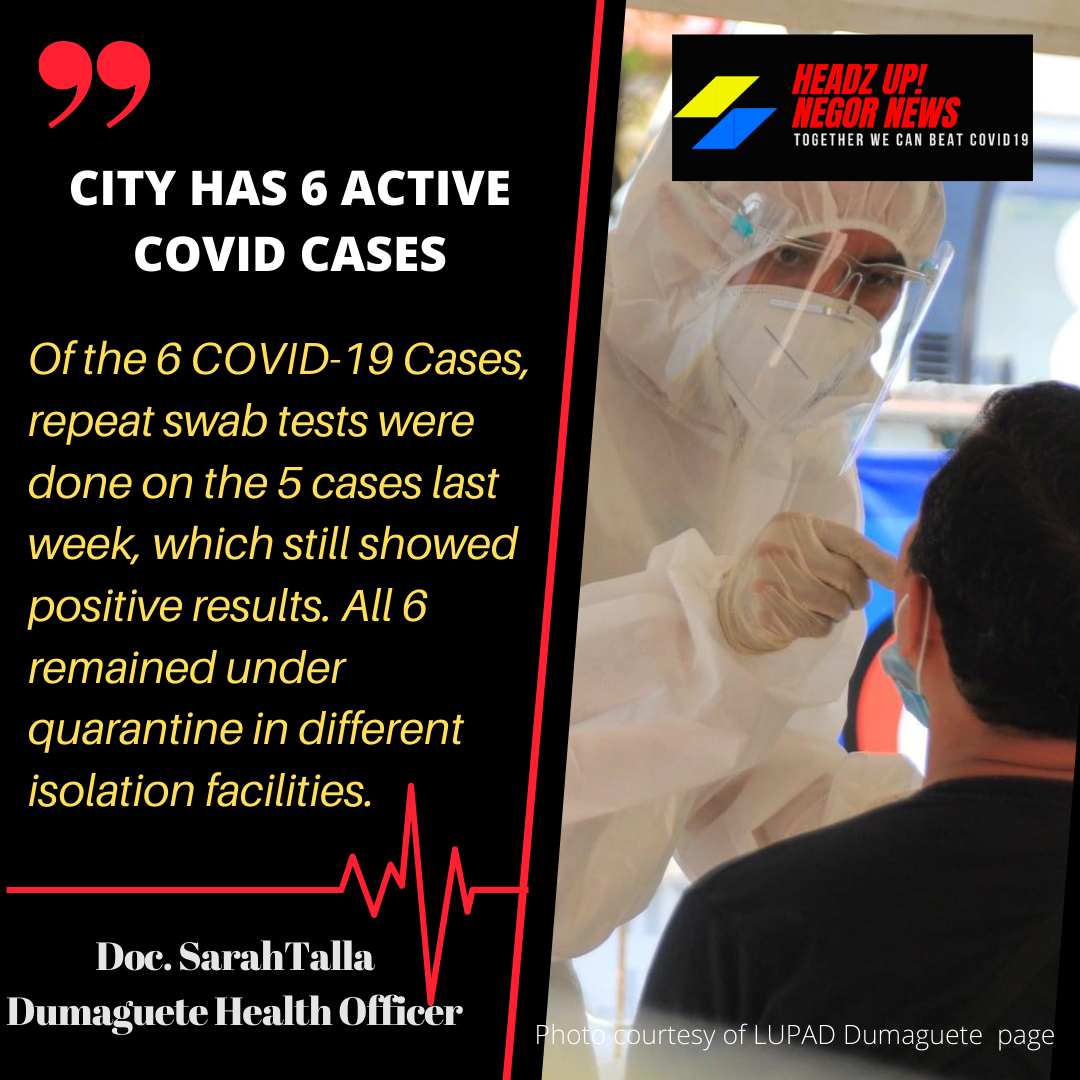 CITY HAS 6 ACTIVE
COVID CASES
Of the 6 COVID-19 Cases,
repeat swab tests were
done on the 5 cases last
week, which still showed
positive results. All 6
remained under
quarantine in different
isolation facilities.
Doc. SarahTalla
Dumaguete Health Officer
HEADZ UP!
NEGOR NEWS
TOGETHER WE CAN BEAT COVID19
Photo courtesy of LUPAD Dumaguete page